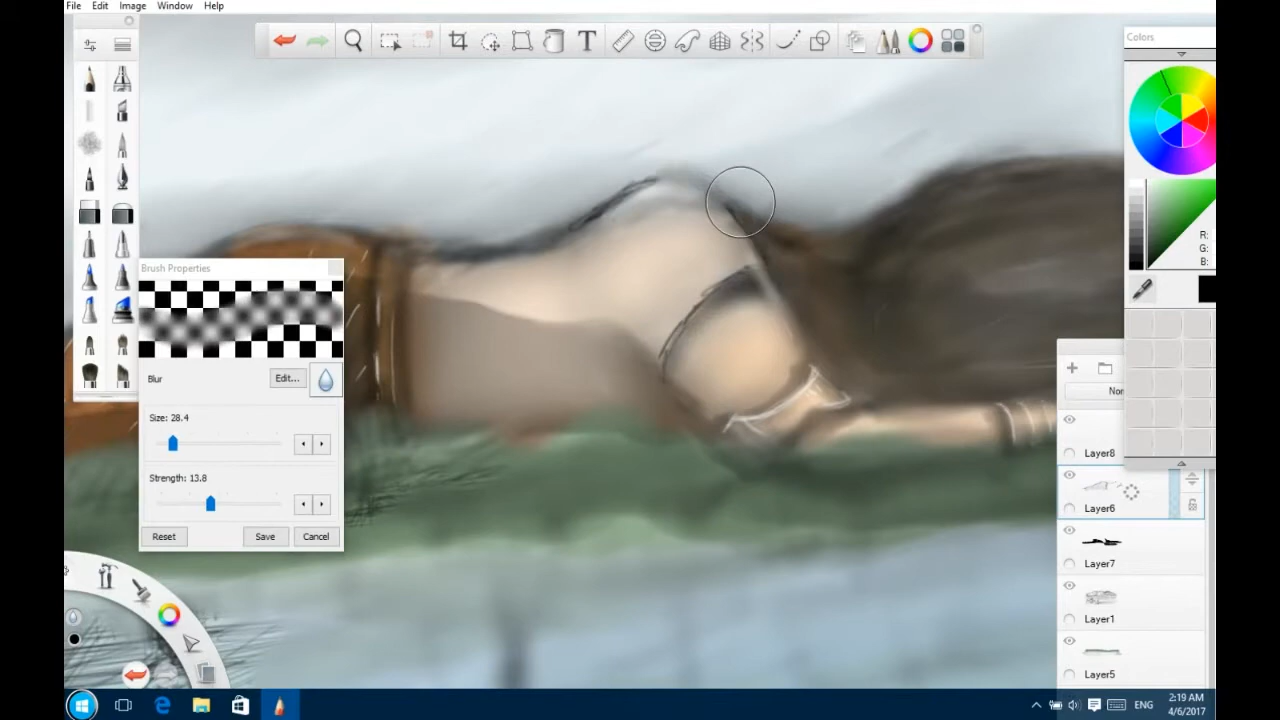 File Edit Image Window Help
T
Colors
Brush Properties
R:
G:
B:
Blur
Edit...
Size: 28.4
Strength: 13.8
Reset
Save
Cancel
Nor
Layer8
Layer6
Layer7
Layer1
Layer5
ENG
2:19 AM
4/6/2017